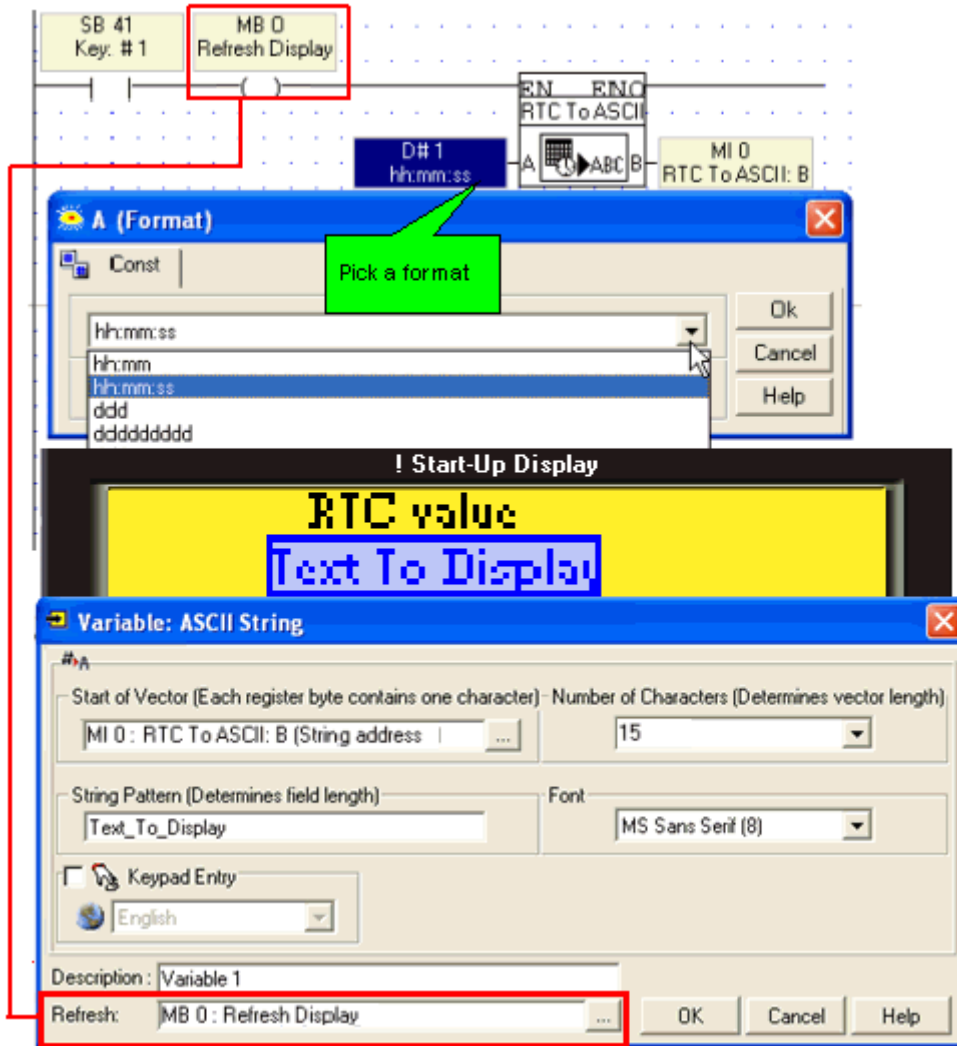 SB 41
Key: # 1
MB 0
Refresh Display
EN ENO
RTC To ASCII
D# 1
hh:mm:ss
A
ABC
B
MI 0
RTC To ASCII: B
A (Format)
Const
Pick a format
hh:mm:ss
Ok
hh:mm
Cancel
hh:mm:ss
Help
ddd
ddddddddd
! Start-Up Display
RTC value
Text To Display
Variable: ASCII String
#▸A
Start of Vector (Each register byte contains one character)
Number of Characters (Determines vector length)
MI 0 : RTC To ASCII: B (String address
...
15
String Pattern (Determines field length)
Font
Text_To_Display
MS Sans Serif (8)
Keypad Entry
English
Description : Variable 1
Refresh: MB 0 : Refresh Display ...
OK Cancel Help